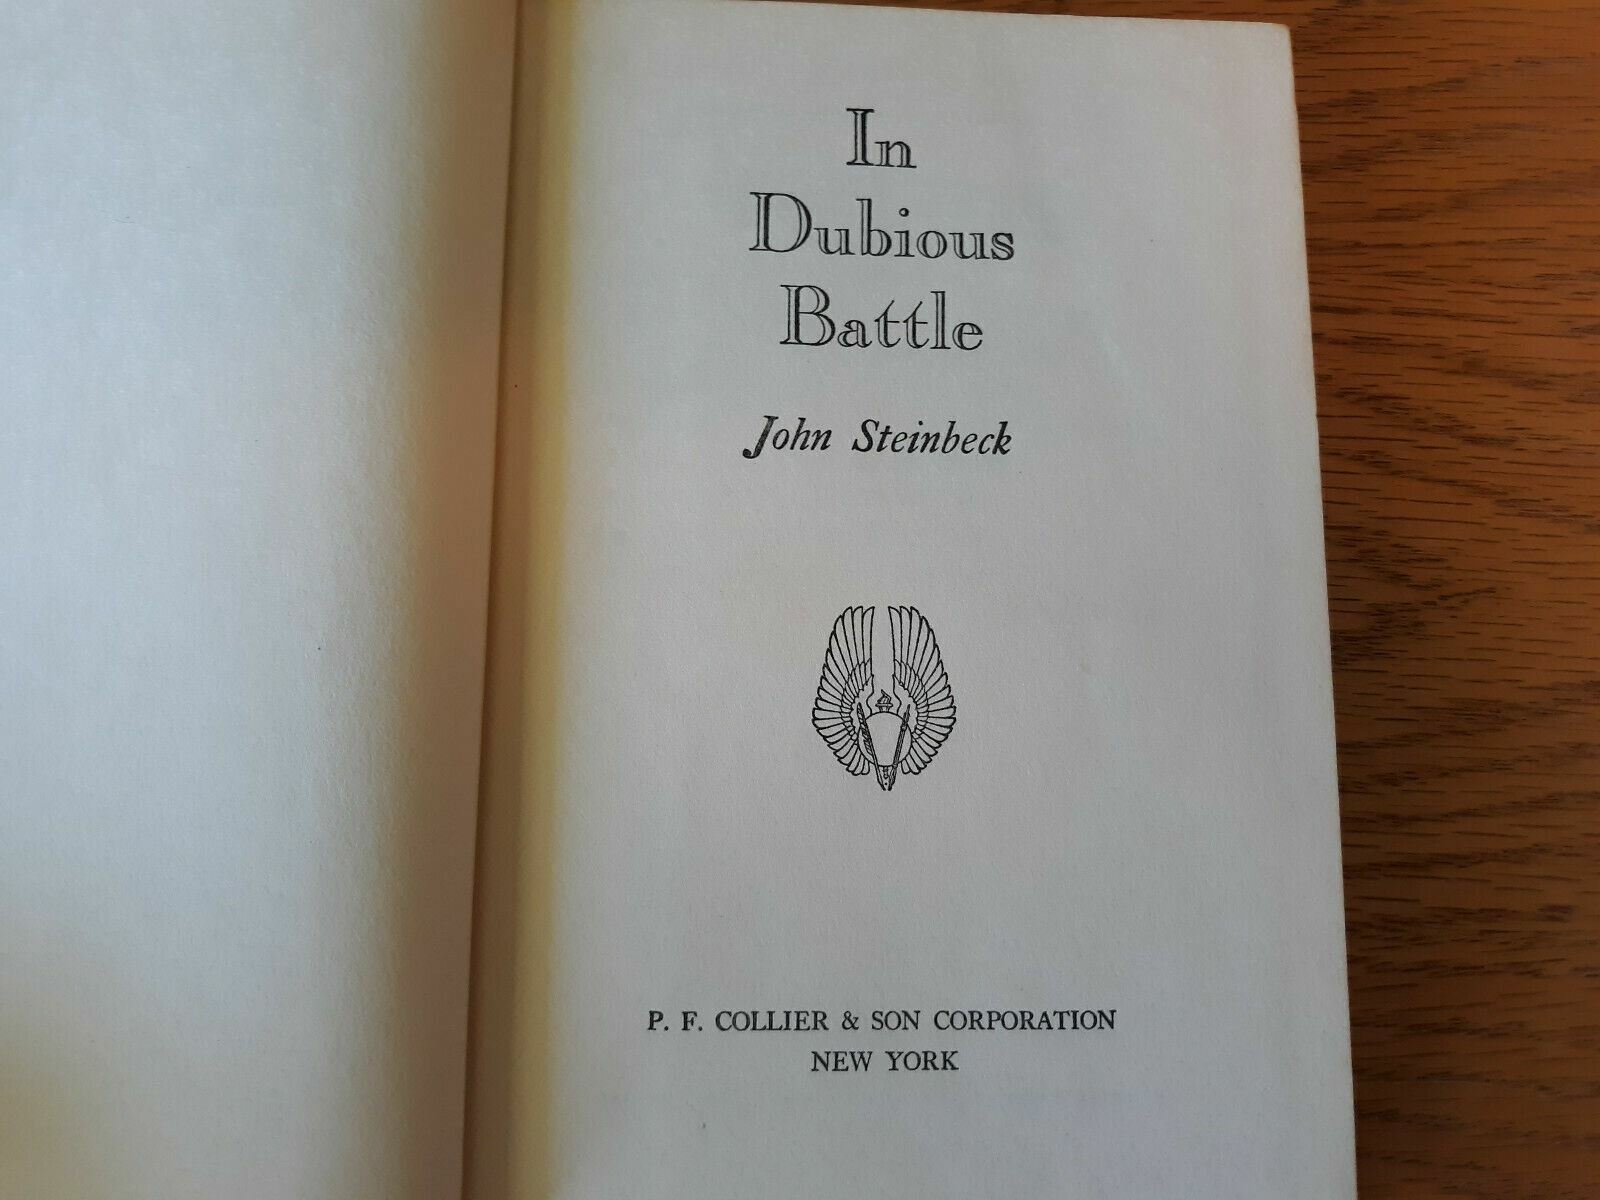 In
Dubious
Battle
John Steinbeck
P. F. COLLIER & SON CORPORATION
NEW YORK